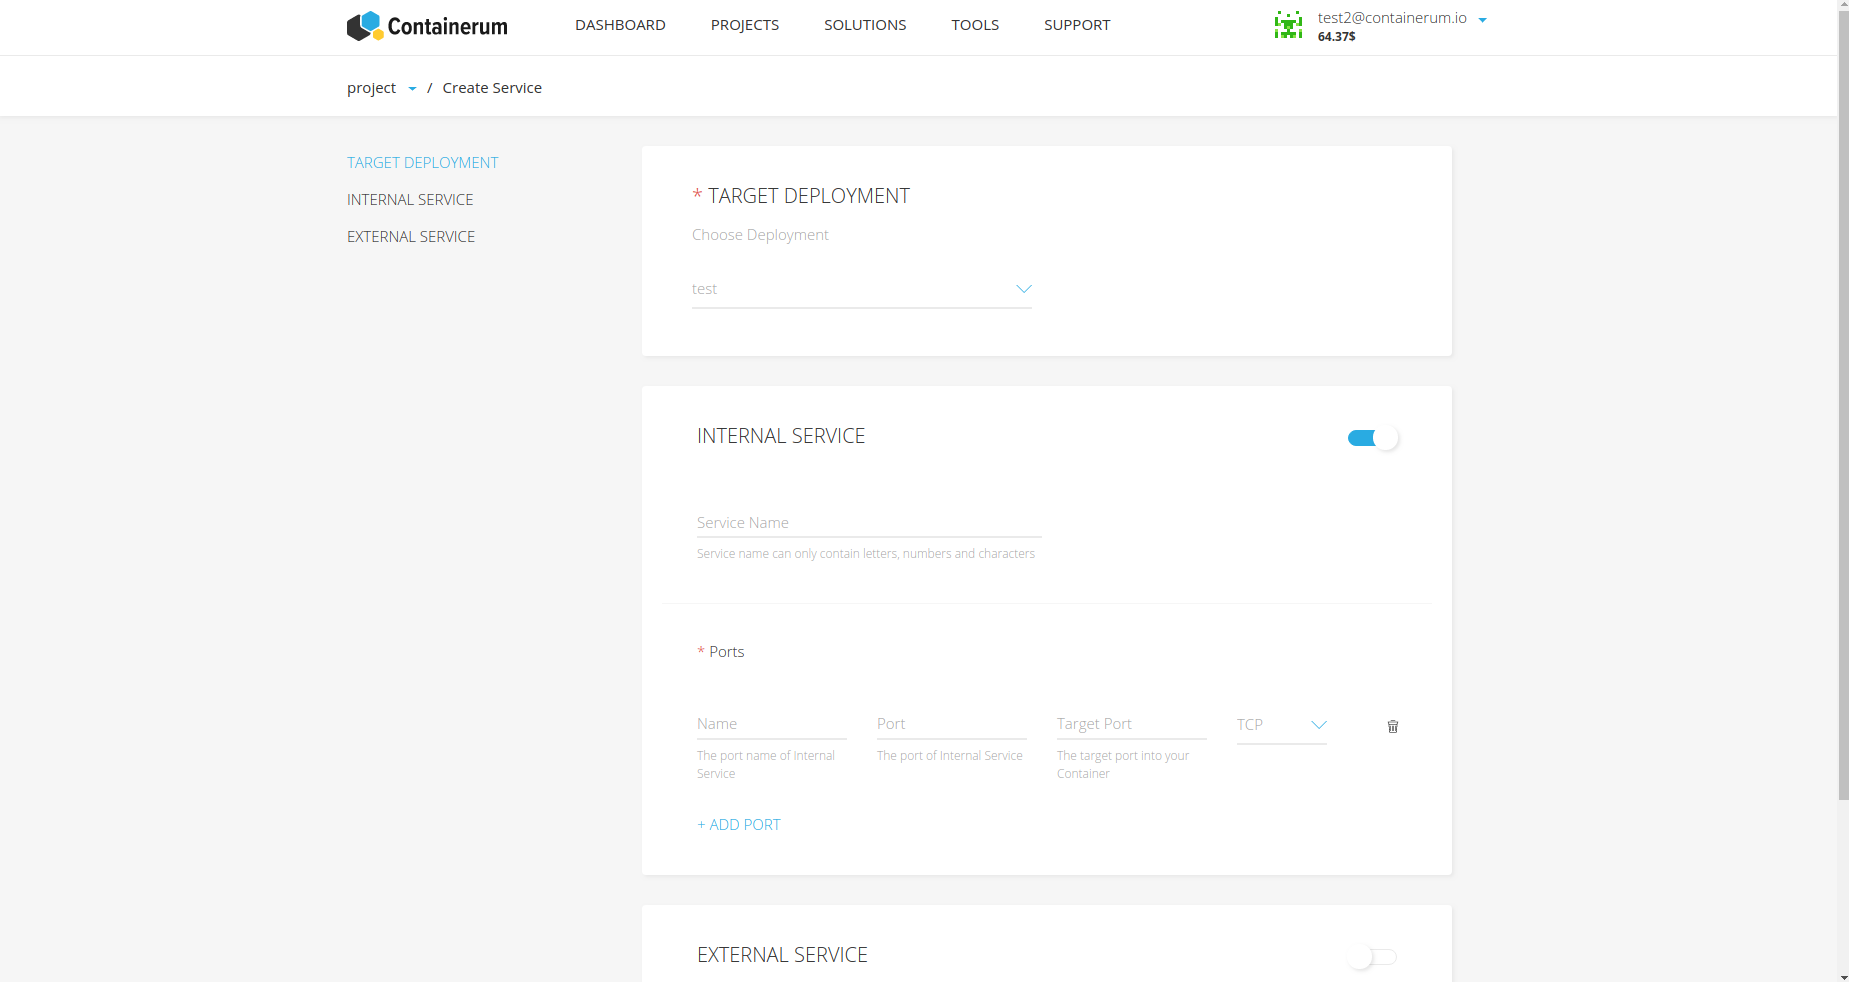 Containerum
DASHBOARD
PROJECTS
SOLUTIONS
TOOLS
SUPPORT
test2@containerum.io
64.37$
project / Create Service
TARGET DEPLOYMENT
INTERNAL SERVICE
EXTERNAL SERVICE
* TARGET DEPLOYMENT
Choose Deployment
test
INTERNAL SERVICE
Service Name
Service name can only contain letters, numbers and characters
* Ports
Name
The port name of Internal
Service
Port
The port of Internal Service
Target Port
The target port into your
Container
TCP
+ ADD PORT
EXTERNAL SERVICE